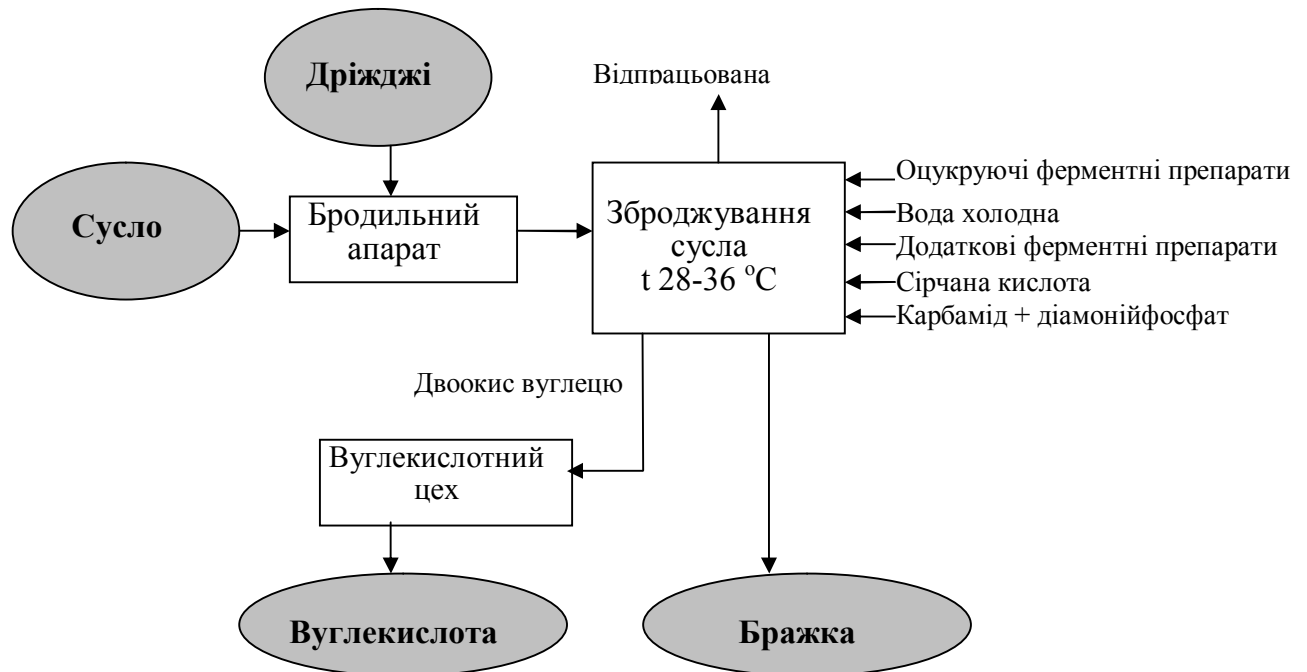 Дріжджі
Відпрацьована
Сусло
Бродильний
апарат
Зброджування
сусла
t 28-36 °C
Оцукруючі ферментні препарати
Вода холодна
Додаткові ферментні препарати
Сірчана кислота
Карбамід + діамонійфосфат
Двоокис вуглецю
Вуглекислотний
цех
Вуглекислота
Бражка